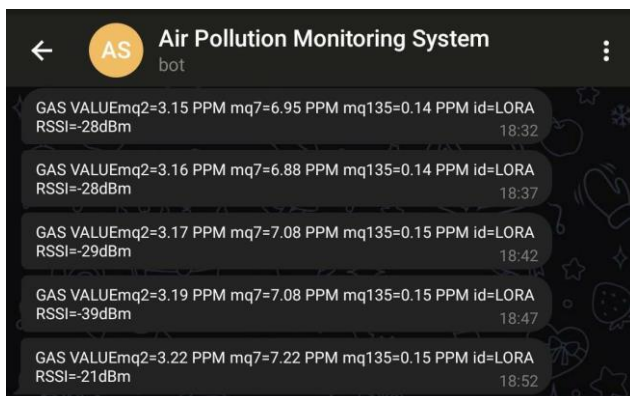 Air Pollution Monitoring System
AS
bot
GAS VALUEmq2=3.15 PPM mq7=6.95 PPM mq135=0.14 PPM id=LORA
RSSI=-28dBm
18:32
GAS VALUEmq2=3.16 PPM mq7=6.88 PPM mq135=0.14 PPM id=LORA
RSSI=-28dBm
18:37
GAS VALUEmq2=3.17 PPM mq7=7.08 PPM mq135=0.15 PPM id=LORA
RSSI=-29dBm
18:42
GAS VALUEmq2=3.19 PPM mq7=7.08 PPM mq135=0.15 PPM id=LORA
RSSI=-39dBm
18:47
GAS VALUEmq2=3.22 PPM mq7=7.22 PPM mq135=0.15 PPM id=LORA
RSSI=-21dBm
18:52